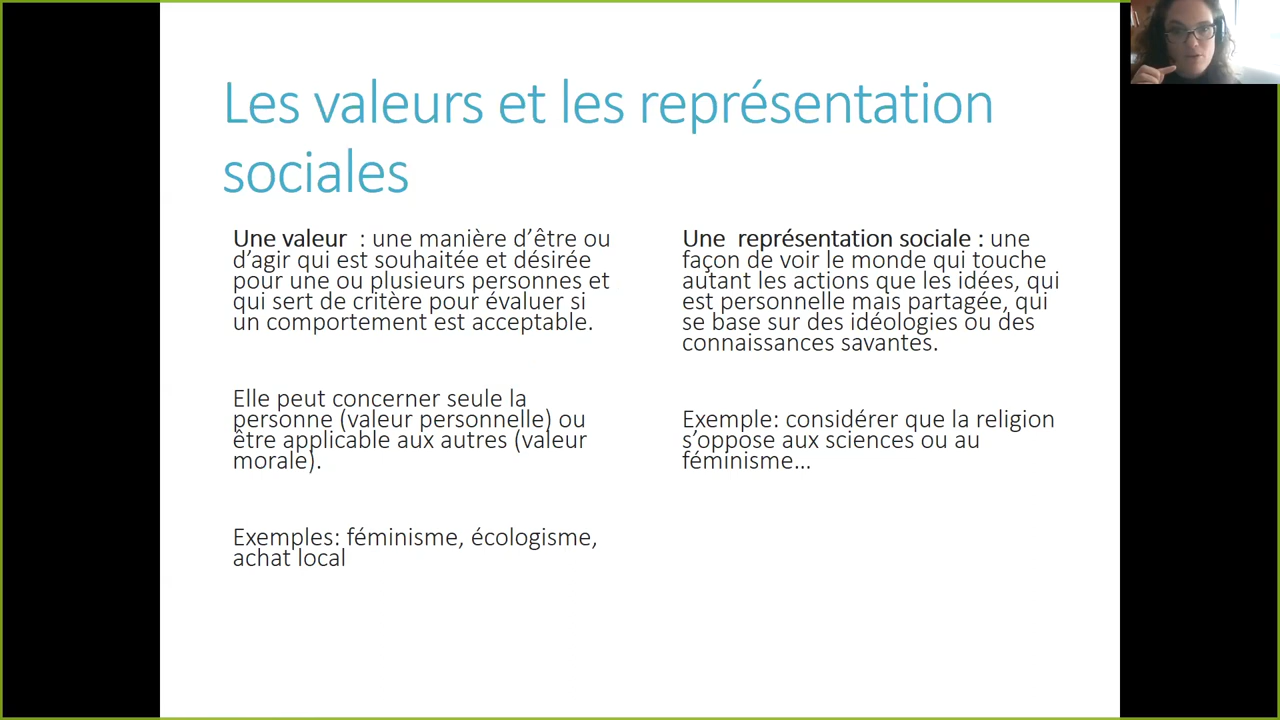 Les valeurs et les représentation
sociales
Une valeur : une manière d’être ou
d’agir qui est souhaitée et désirée
pour une ou plusieurs personnes et
qui sert de critère pour évaluer si
un comportement est acceptable.
Elle peut concerner seule la
personne (valeur personnelle) ou
être applicable aux autres (valeur
morale).
Exemples: féminisme, écologisme,
achat local
Une représentation sociale : une
façon de voir le monde qui touche
autant les actions que les idées, qui
est personnelle mais partagée, qui
se base sur des idéologies ou des
connaissances savantes.
Exemple: considérer que la religion
s’oppose aux sciences ou au
féminisme…